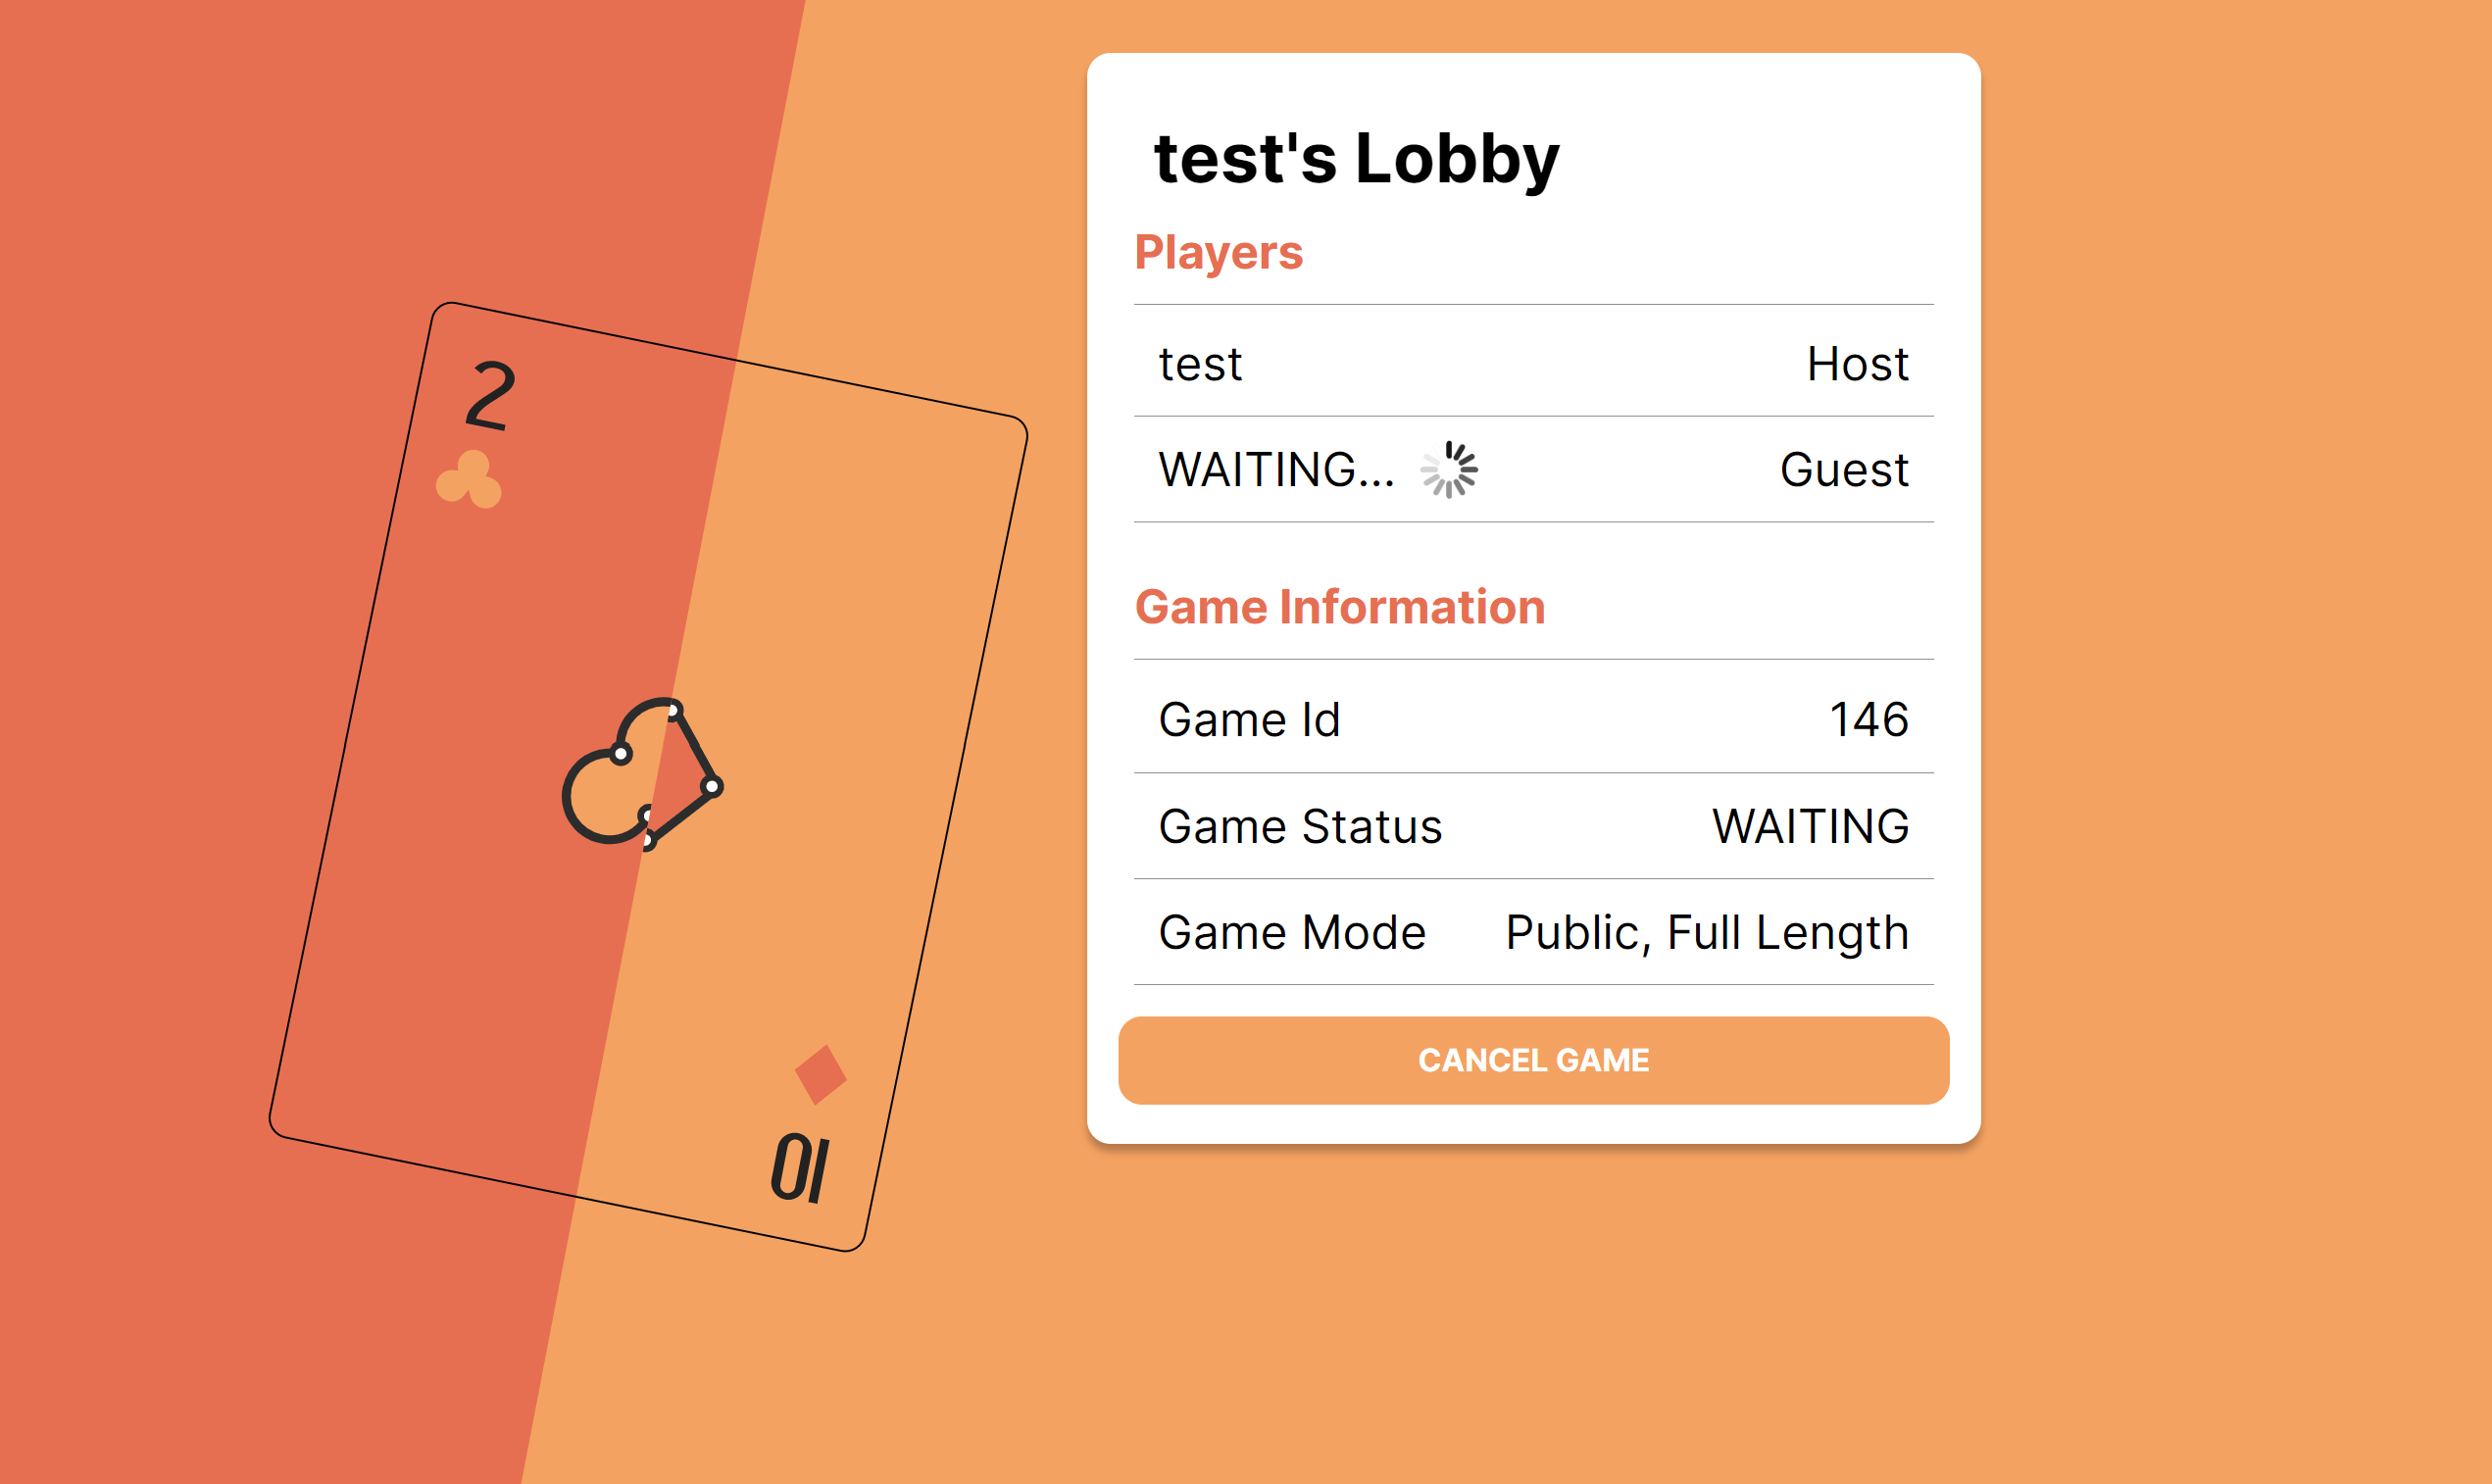 2
10
test's Lobby
Players
test Host
WAITING... Guest
Game Information
Game Id 146
Game Status WAITING
Game Mode Public, Full Length
CANCEL GAME